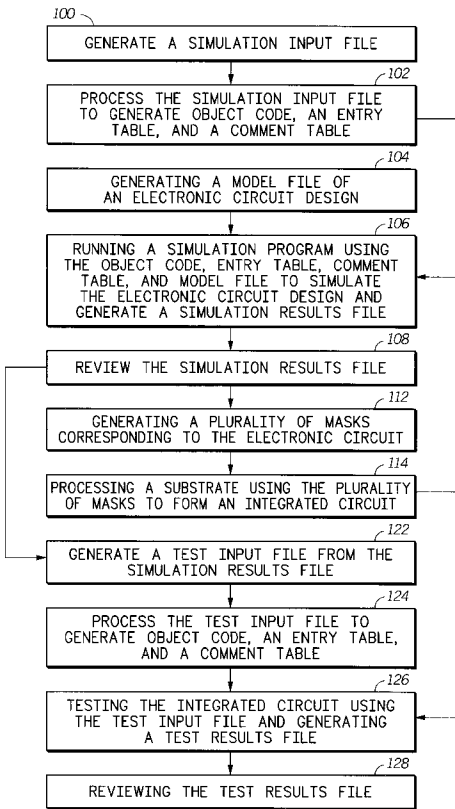 100
GENERATE A SIMULATION INPUT FILE
102
PROCESS THE SIMULATION INPUT FILE
TO GENERATE OBJECT CODE, AN ENTRY
TABLE, AND A COMMENT TABLE
104
GENERATING A MODEL FILE OF
AN ELECTRONIC CIRCUIT DESIGN
106
RUNNING A SIMULATION PROGRAM USING
THE OBJECT CODE, ENTRY TABLE, COMMENT
TABLE, AND MODEL FILE TO SIMULATE
THE ELECTRONIC CIRCUIT DESIGN AND
GENERATE A SIMULATION RESULTS FILE
108
REVIEW THE SIMULATION RESULTS FILE
112
GENERATING A PLURALITY OF MASKS
CORRESPONDING TO THE ELECTRONIC CIRCUIT
114
PROCESSING A SUBSTRATE USING THE PLURALITY
OF MASKS TO FORM AN INTEGRATED CIRCUIT
122
GENERATE A TEST INPUT FILE FROM THE
SIMULATION RESULTS FILE
124
PROCESS THE TEST INPUT FILE TO
GENERATE OBJECT CODE, AN ENTRY TABLE,
AND A COMMENT TABLE
126
TESTING THE INTEGRATED CIRCUIT USING
THE TEST INPUT FILE AND GENERATING
A TEST RESULTS FILE
128
REVIEWING THE TEST RESULTS FILE